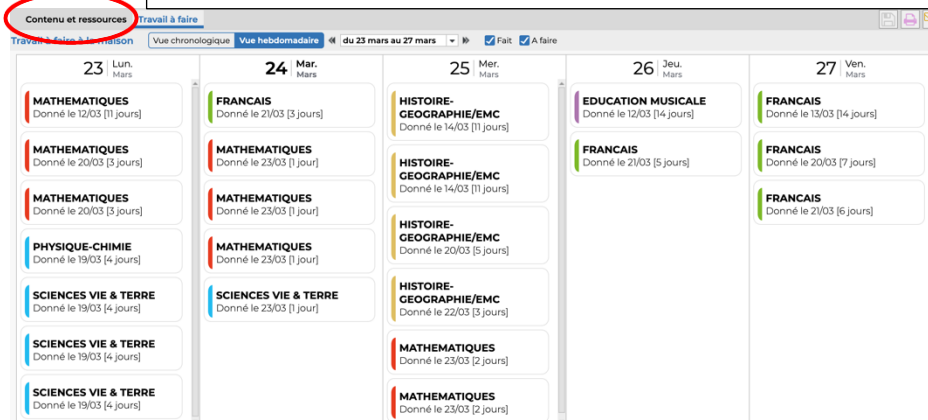 Contenu et ressources Travail à faire
Travail à faire à la maison Vue chronologique Vue hebdomadaire du 23 mars au 27 mars Fait A faire
23 Lun. Mars
MATHEMATIQUES
Donné le 12/03 [11 jours]
MATHEMATIQUES
Donné le 20/03 [3 jours]
MATHEMATIQUES
Donné le 20/03 [3 jours]
PHYSIQUE-CHIMIE
Donné le 19/03 [4 jours]
SCIENCES VIE & TERRE
Donné le 19/03 [4 jours]
SCIENCES VIE & TERRE
Donné le 19/03 [4 jours]
SCIENCES VIE & TERRE
Donné le 19/03 [4 jours]
24 Mar. Mars
FRANCAIS
Donné le 21/03 [3 jours]
MATHEMATIQUES
Donné le 23/03 [1 jour]
MATHEMATIQUES
Donné le 23/03 [1 jour]
MATHEMATIQUES
Donné le 23/03 [1 jour]
SCIENCES VIE & TERRE
Donné le 23/03 [1 jour]
25 Mer. Mars
HISTOIRE-
GEOGRAPHIE/EMC
Donné le 14/03 [11 jours]
HISTOIRE-
GEOGRAPHIE/EMC
Donné le 14/03 [11 jours]
HISTOIRE-
GEOGRAPHIE/EMC
Donné le 20/03 [5 jours]
HISTOIRE-
GEOGRAPHIE/EMC
Donné le 22/03 [3 jours]
MATHEMATIQUES
Donné le 23/03 [2 jours]
MATHEMATIQUES
Donné le 23/03 [2 jours]
26 Jeu. Mars
EDUCATION MUSICALE
Donné le 12/03 [14 jours]
FRANCAIS
Donné le 21/03 [5 jours]
27 Ven. Mars
FRANCAIS
Donné le 13/03 [14 jours]
FRANCAIS
Donné le 20/03 [7 jours]
FRANCAIS
Donné le 21/03 [6 jours]